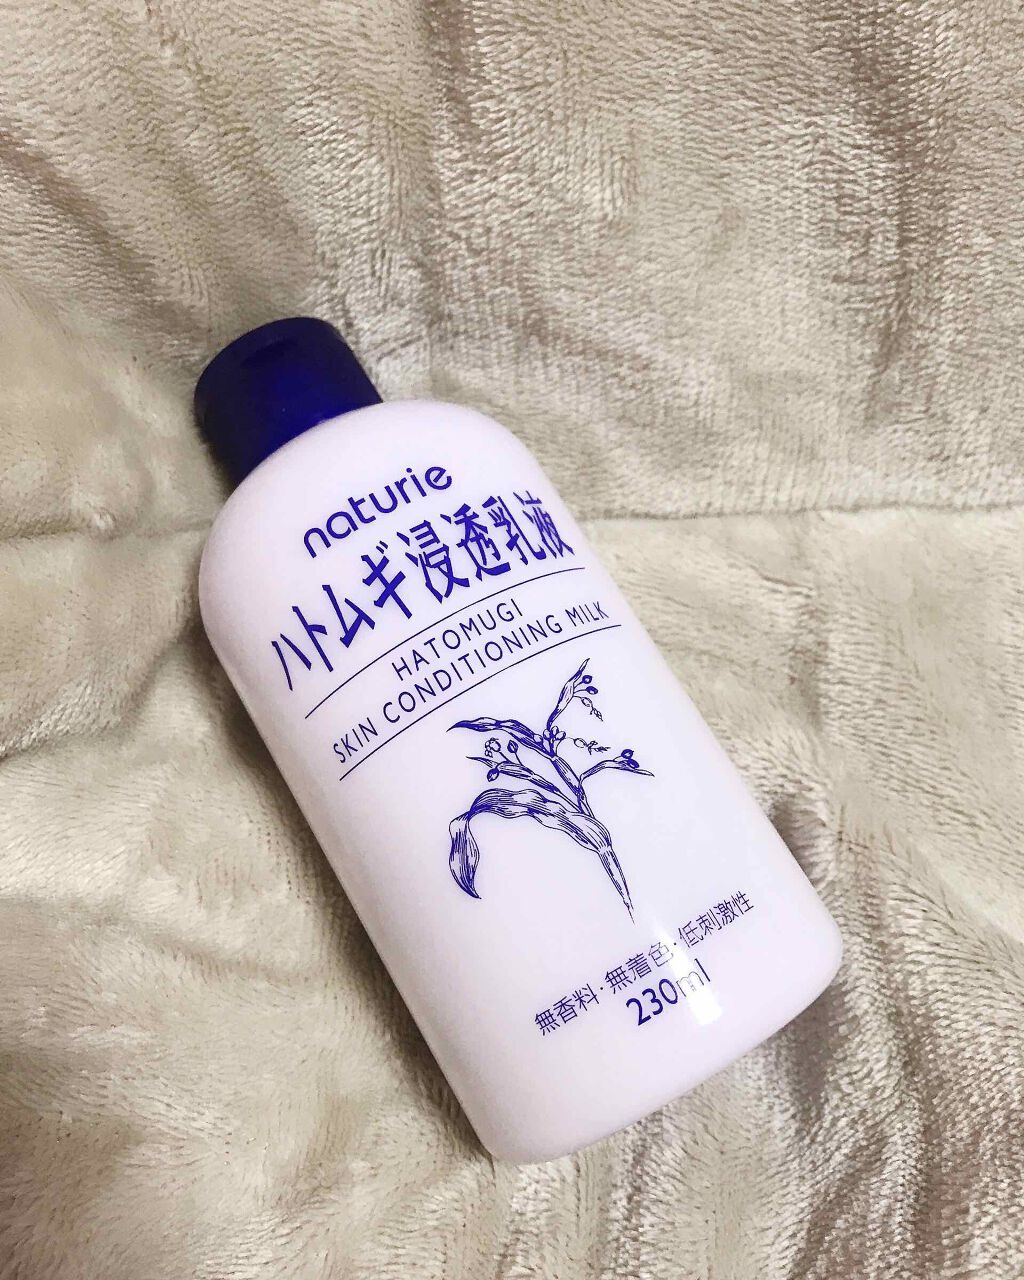 naturie
ハトムギ浸透乳液
HATOMUGI
SKIN CONDITIONING MILK
無香料·無着色·低刺激性
230ml